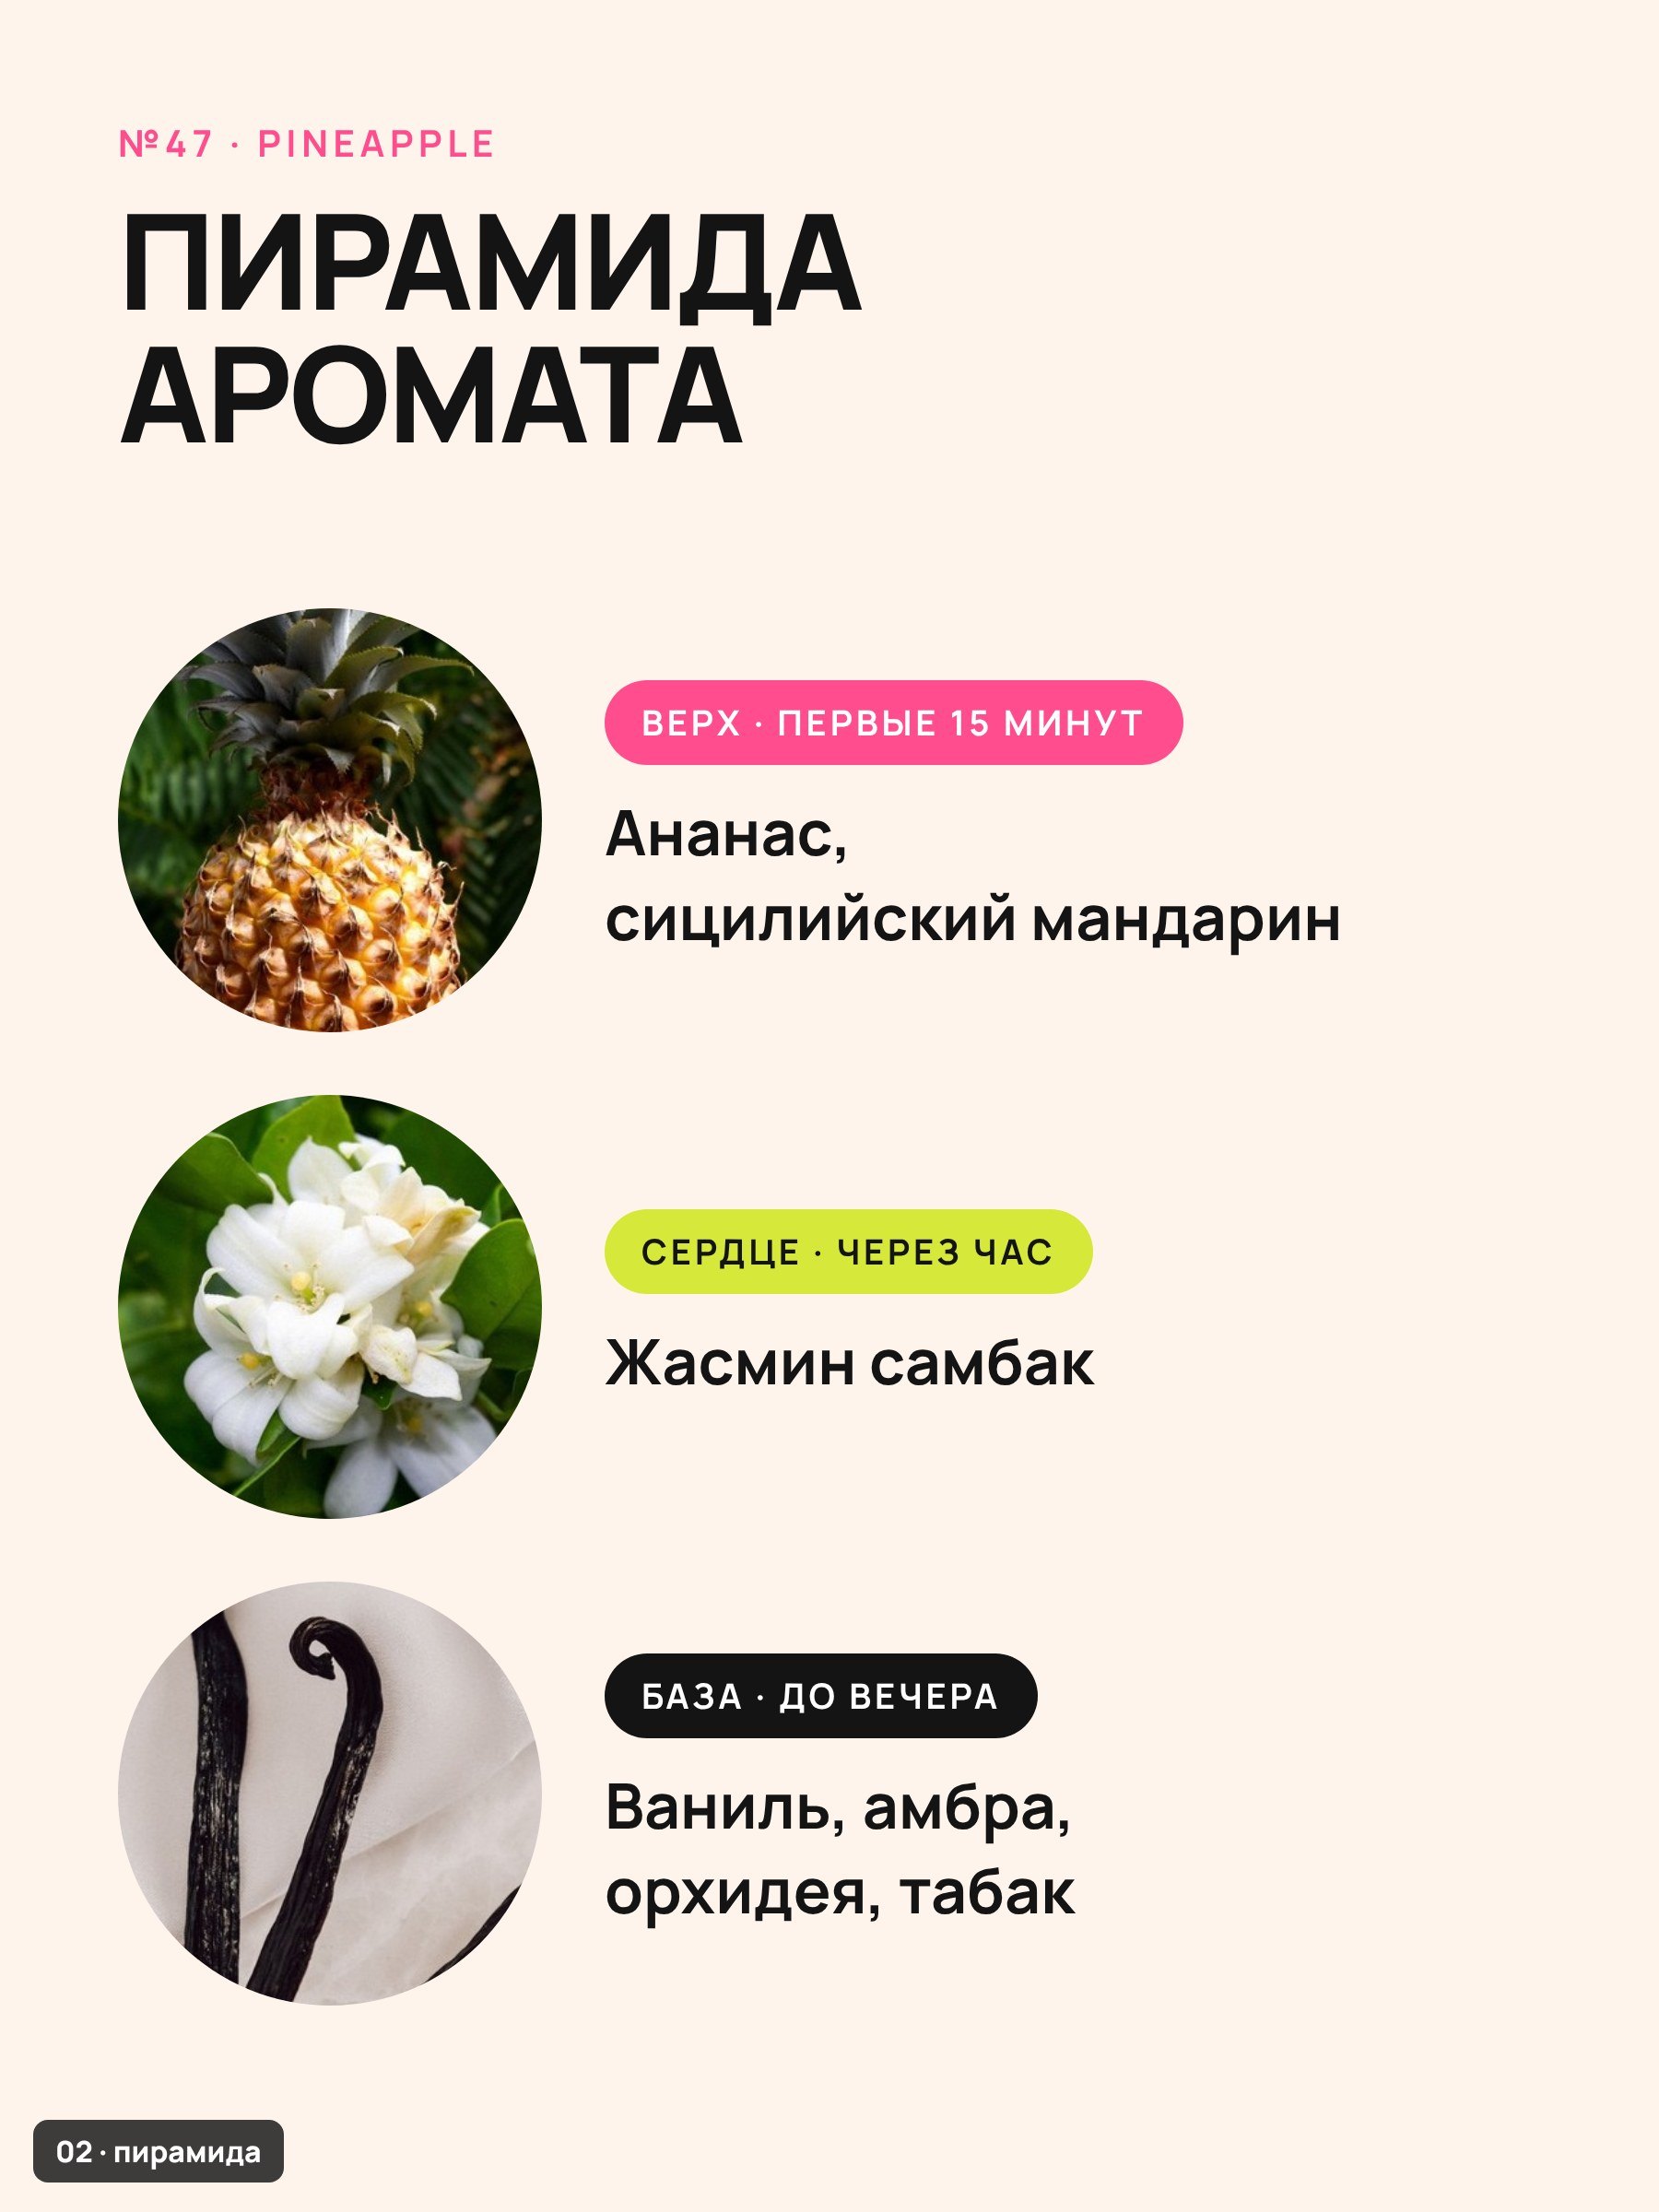 №47 · PINEAPPLE
ПИРАМИДА
АРОМАТА
ВЕРХ · ПЕРВЫЕ 15 МИНУТ
Ананас,
сицилийский мандарин
СЕРДЦЕ · ЧЕРЕЗ ЧАС
Жасмин самбак
БАЗА · ДО ВЕЧЕРА
Ваниль, амбра,
орхидея, табак
02 · пирамида